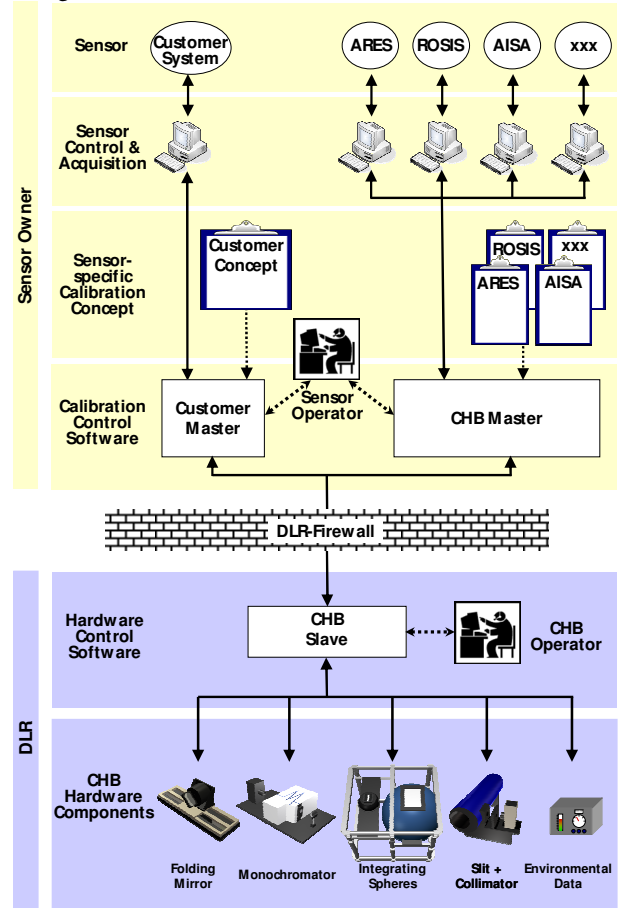 Sensor
Customer
System
ARES
ROSIS
AISA
xxx
Sensor
Control &
Acquisition
Sensor Owner
Sensor-
specific
Calibration
Concept
Customer
Concept
ROSIS
xxx
ARES
AISA
Calibration
Control
Software
Customer
Master
Sensor
Operator
CHB Master
DLR-Firewall
DLR
Hardware
Control
Software
CHB
Slave
CHB
Operator
CHB
Hardware
Components
Folding
Mirror
Monochromator
Integrating
Spheres
Slit +
Collimator
Environmental
Data